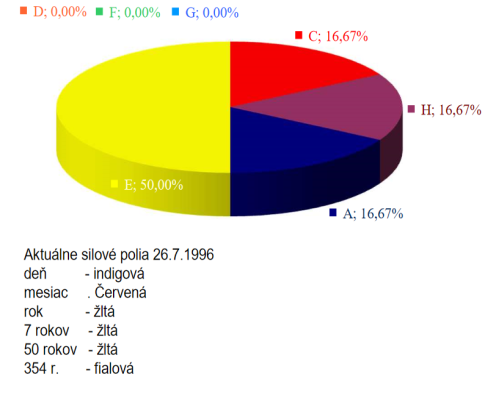 D; 0,00% F; 0,00% G; 0,00%
C; 16,67%
H; 16,67%
E; 50,00%
A; 16,67%
Aktuálne silové polia 26.7.1996
deň - indigová
mesiac . Červená
rok - žltá
7 rokov - žltá
50 rokov - žltá
354 r. - fialová